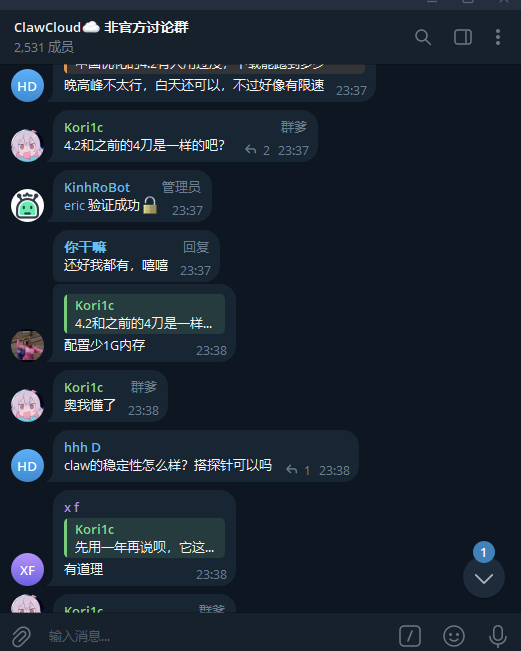 ClawCloud☁️ 非官方讨论群
2,531 成员
晚高峰不太行，白天还可以，不过好像有限速 23:37
HD
Kori1c 群爹
4.2和之前的4刀是一样的吧？ 2 23:37
KinhRoBot 管理员
eric 验证成功🔓 23:37
你干嘛 回复
还好我都有，嘻嘻 23:37
Kori1c
4.2和之前的4刀是一样...
配置少1G内存 23:38
Kori1c 群爹
奥我懂了 23:38
hhh D
claw的稳定性怎么样？搭探针可以吗 1 23:38
HD
x f
Kori1c
先用一年再说呗，它这...
有道理 23:38
XF
1
Kori1c 群爹
输入消息...